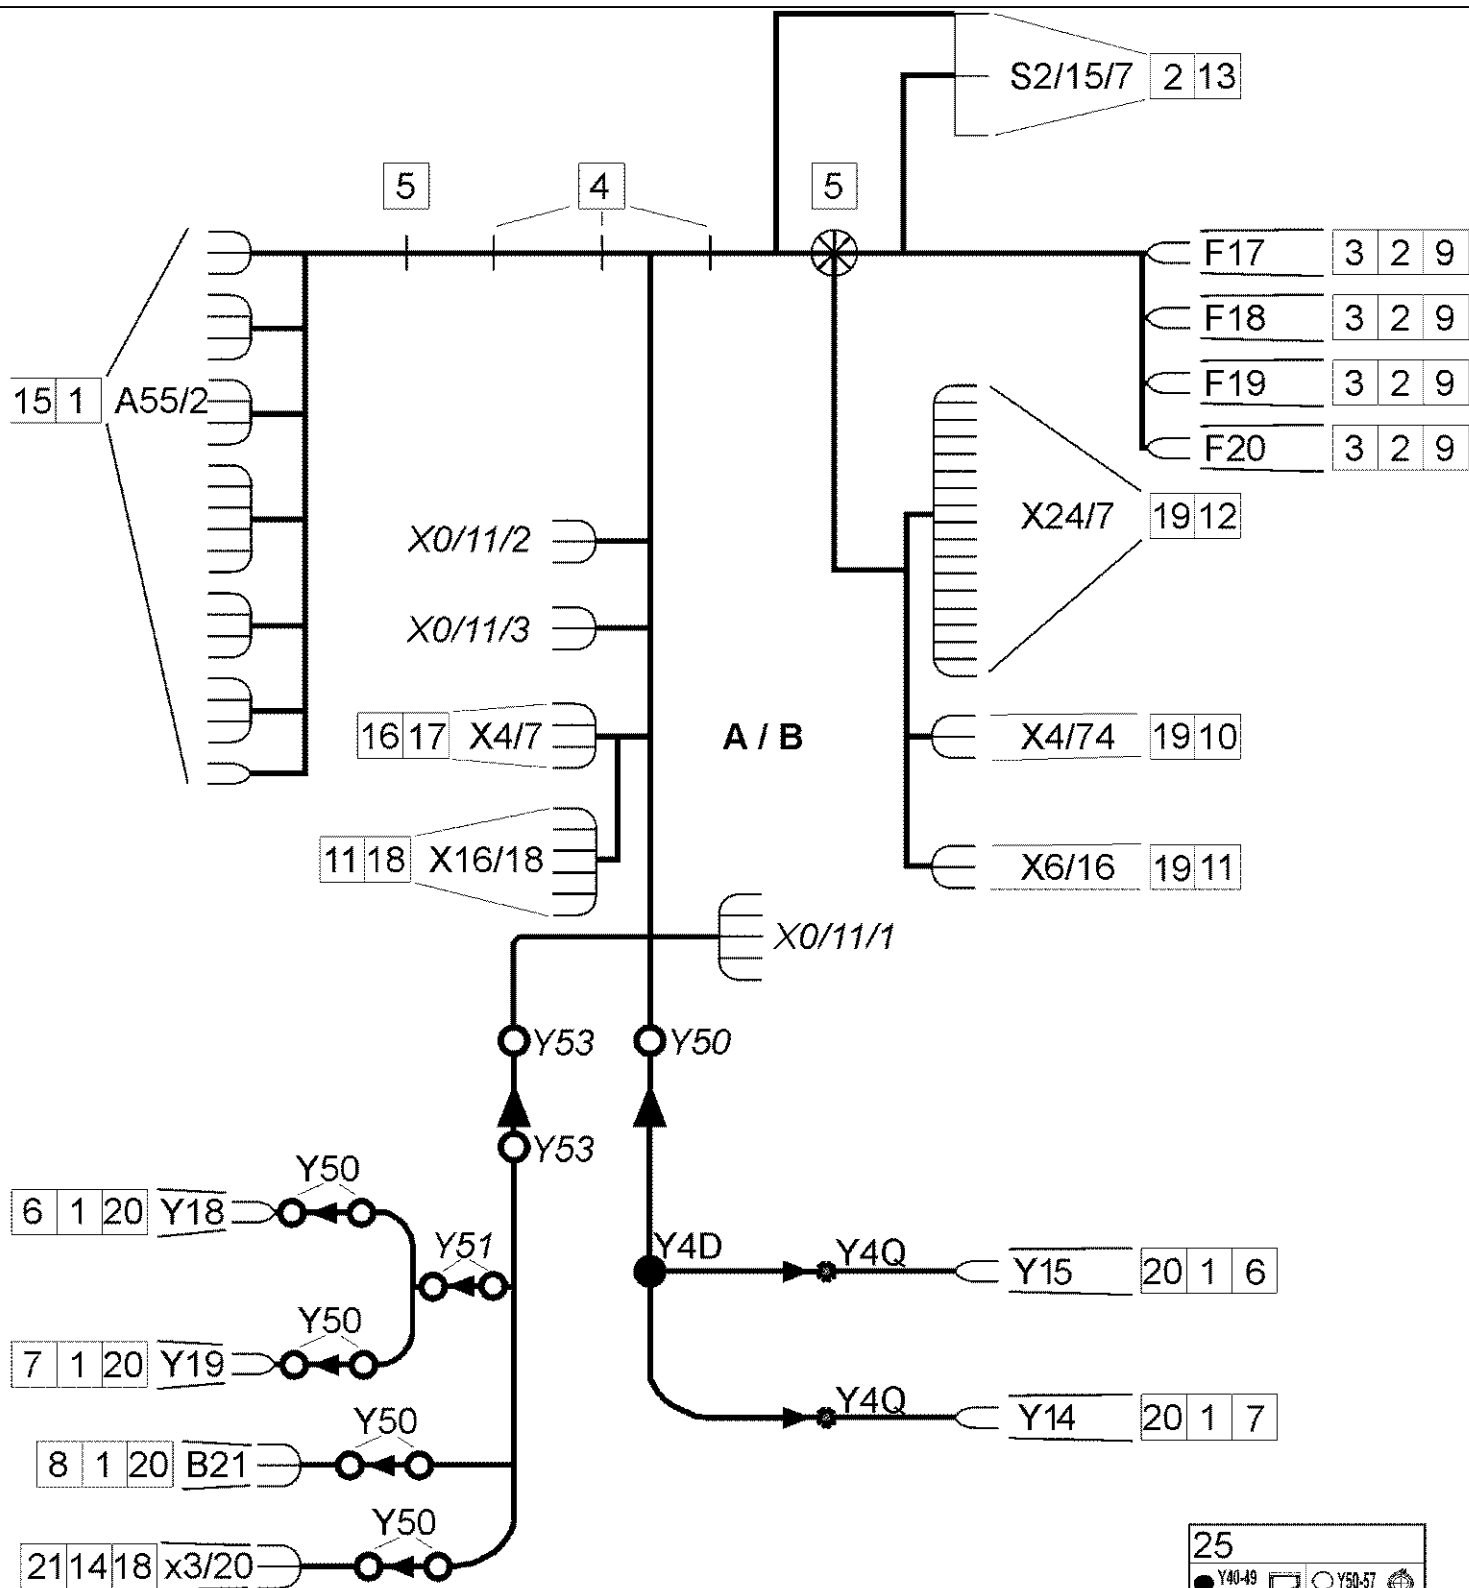 S2/15/7 2 13
5 4 5
F17 3 2 9
F18 3 2 9
15 1 A55/2
F19 3 2 9
F20 3 2 9
X24/7 19 12
X0/11/2
X0/11/3
16 17 X4/7
A / B
X4/74 19 10
11 18 X16/18
X6/16 19 11
X0/11/1
Y53 Y50
Y53
Y50
6 1 20 Y18
Y51
Y4D Y4Q
Y15 20 1 6
Y50
7 1 20 Y19
Y4Q
Y14 20 1 7
Y50
8 1 20 B21
Y50
21 14 18 x3/20
25
Y40-49 Y50-57